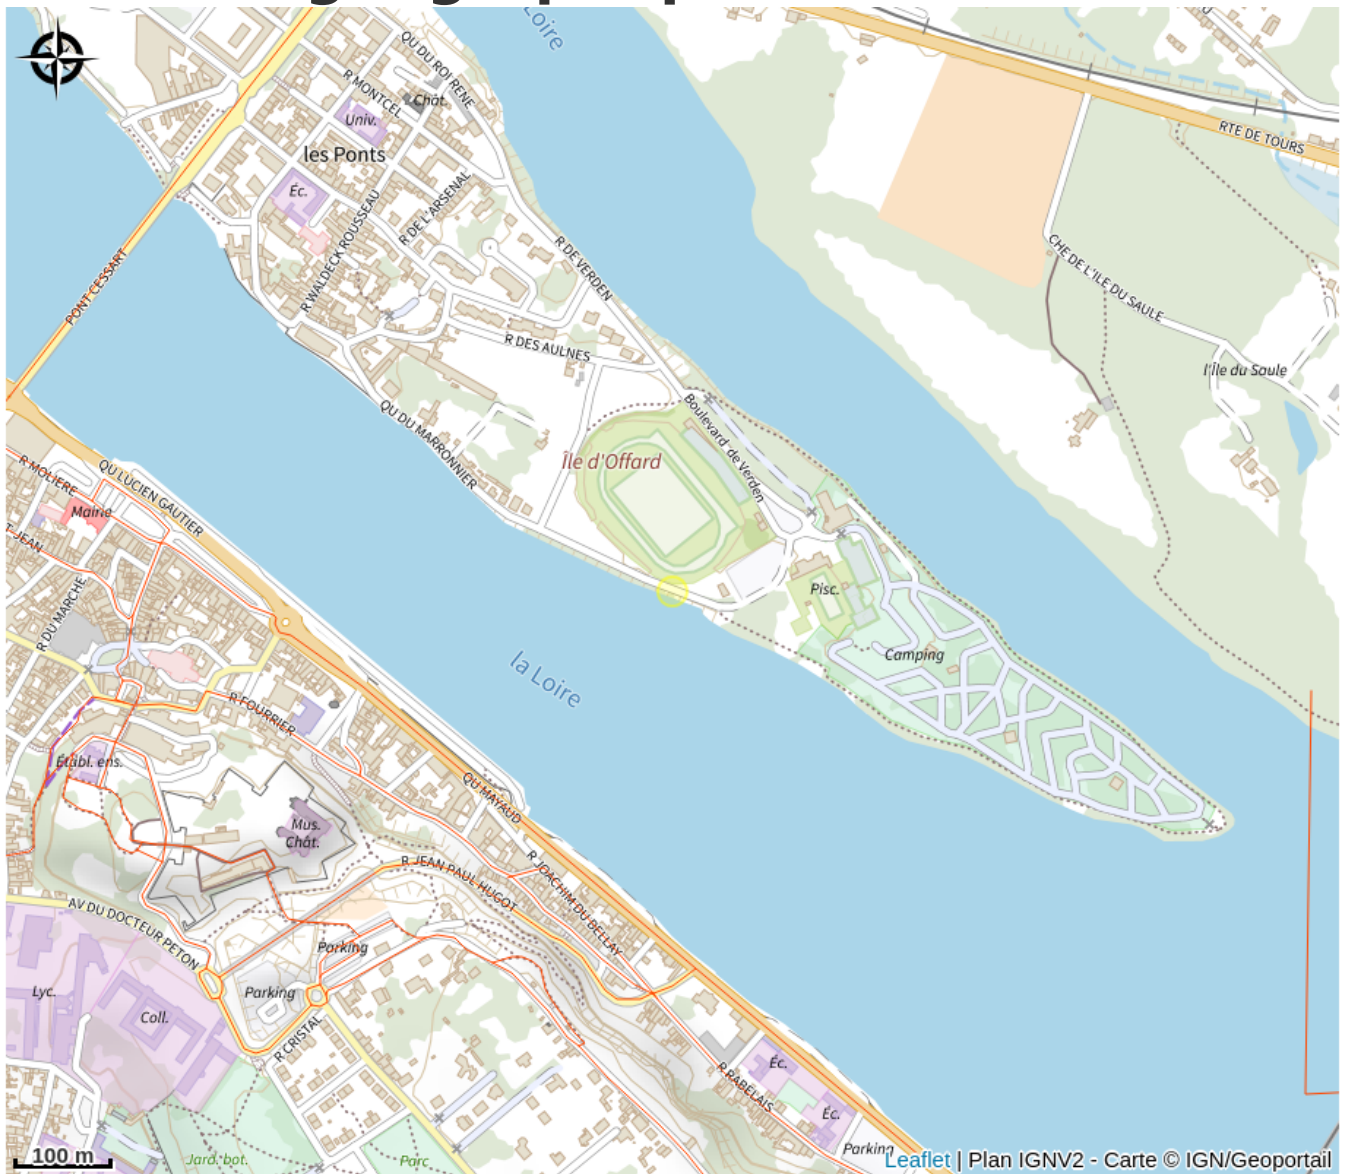 Loire
QU DU ROI RENE
R MONTCEL
Chât.
Univ.
les Ponts
RTE DE TOURS
Éc.
R DE L'ARSENAL
R WALDECK ROUSSEAU
R DE VERDEN
CHE DE L'ILE DU SAULE
PONT CESSART
R DES AULNES
l'Île du Saule
QU DU MARRONNIER
Boulevard de Verden
Île d'Offard
R MOLIERE
QU LUCIEN GAUTIER
Mairie
T JEAN
R DU MARCHE
Pisc.
Camping
la Loire
R FOURRIER
Établ. ens.
QU MAYAUD
Mus.
Chât.
R JEAN PAUL HUGOT
R JOACHIM DU BELLAY
AV DU DOCTEUR PETON
Parking
Lyc.
Parking
Coll.
R CRISTAL
Éc.
R RABELAIS
Éc.
Parking
100 m
Jard. bot.
Parc
Leaflet | Plan IGNV2 - Carte © IGN/Geoportail